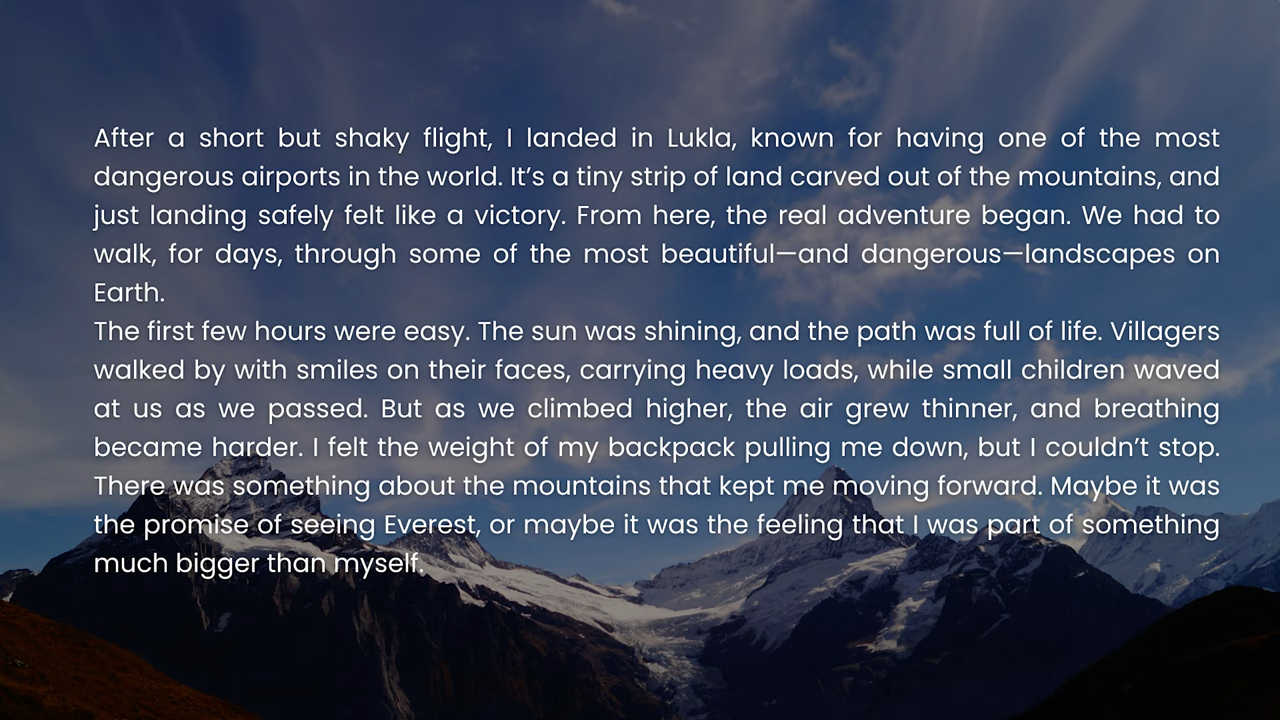 After a short but shaky flight, I landed in Lukla, known for having one of the most
dangerous airports in the world. It’s a tiny strip of land carved out of the mountains, and
just landing safely felt like a victory. From here, the real adventure began. We had to
walk, for days, through some of the most beautiful—and dangerous—landscapes on
Earth.
The first few hours were easy. The sun was shining, and the path was full of life. Villagers
walked by with smiles on their faces, carrying heavy loads, while small children waved
at us as we passed. But as we climbed higher, the air grew thinner, and breathing
became harder. I felt the weight of my backpack pulling me down, but I couldn’t stop.
There was something about the mountains that kept me moving forward. Maybe it was
the promise of seeing Everest, or maybe it was the feeling that I was part of something
much bigger than myself.